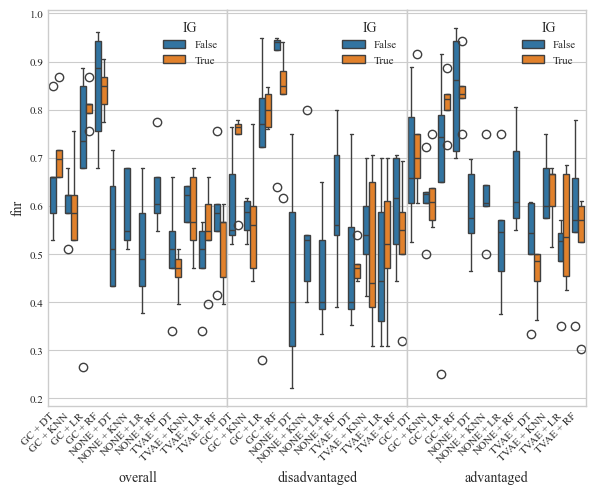 IG
False
True
IG
False
True
IG
False
True
1.0
0.9
0.8
0.7
0.6
0.5
0.4
0.3
0.2
fnr
GC + DT
GC + KNN
GC + LR
GC + RF
NONE + DT
NONE + KNN
NONE + LR
NONE + RF
TVAE + DT
TVAE + KNN
TVAE + LR
TVAE + RF
GC + DT
GC + KNN
GC + LR
GC + RF
NONE + DT
NONE + KNN
NONE + LR
NONE + RF
TVAE + DT
TVAE + KNN
TVAE + LR
TVAE + RF
GC + DT
GC + KNN
GC + LR
GC + RF
NONE + DT
NONE + KNN
NONE + LR
NONE + RF
TVAE + DT
TVAE + KNN
TVAE + LR
TVAE + RF
overall
disadvantaged
advantaged